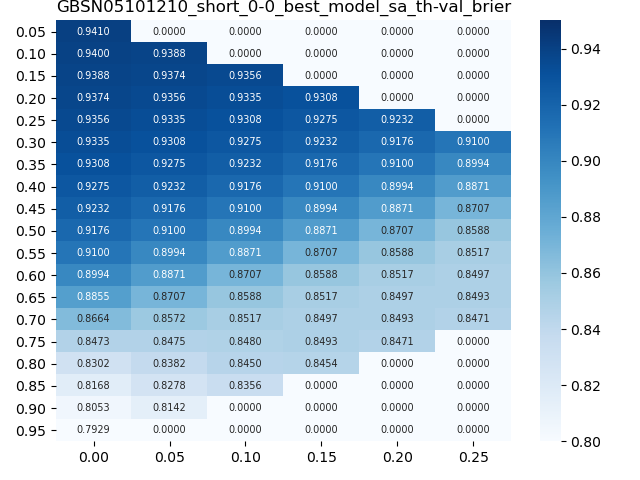 GBSN05101210_short_0-0_best_model_sa_th-val_brier
0.05 0.9410 0.0000 0.0000 0.0000 0.0000 0.0000
0.10 0.9400 0.9388 0.0000 0.0000 0.0000 0.0000
0.15 0.9388 0.9374 0.9356 0.0000 0.0000 0.0000
0.20 0.9374 0.9356 0.9335 0.9308 0.0000 0.0000
0.25 0.9356 0.9335 0.9308 0.9275 0.9232 0.0000
0.30 0.9335 0.9308 0.9275 0.9232 0.9176 0.9100
0.35 0.9308 0.9275 0.9232 0.9176 0.9100 0.8994
0.40 0.9275 0.9232 0.9176 0.9100 0.8994 0.8871
0.45 0.9232 0.9176 0.9100 0.8994 0.8871 0.8707
0.50 0.9176 0.9100 0.8994 0.8871 0.8707 0.8588
0.55 0.9100 0.8994 0.8871 0.8707 0.8588 0.8517
0.60 0.8994 0.8871 0.8707 0.8588 0.8517 0.8497
0.65 0.8855 0.8707 0.8588 0.8517 0.8497 0.8493
0.70 0.8664 0.8572 0.8517 0.8497 0.8493 0.8471
0.75 0.8473 0.8475 0.8480 0.8493 0.8471 0.0000
0.80 0.8302 0.8382 0.8450 0.8454 0.0000 0.0000
0.85 0.8168 0.8278 0.8356 0.0000 0.0000 0.0000
0.90 0.8053 0.8142 0.0000 0.0000 0.0000 0.0000
0.95 0.7929 0.0000 0.0000 0.0000 0.0000 0.0000
0.00 0.05 0.10 0.15 0.20 0.25
0.94
0.92
0.90
0.88
0.86
0.84
0.82
0.80